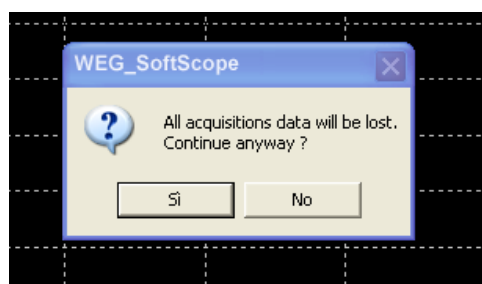 WEG_SoftScope
All acquisitions data will be lost.
Continue anyway ?
Sì
No